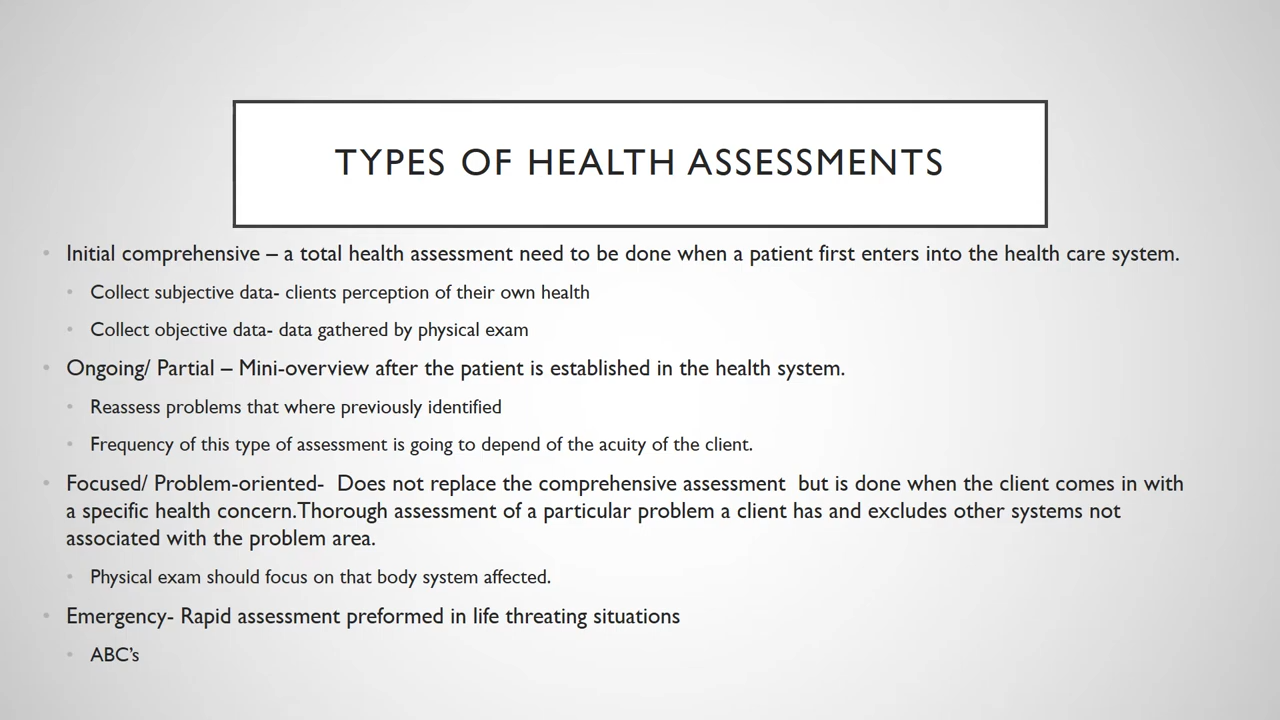 TYPES OF HEALTH ASSESSMENTS
• Initial comprehensive – a total health assessment need to be done when a patient first enters into the health care system.
• Collect subjective data- clients perception of their own health
• Collect objective data- data gathered by physical exam
• Ongoing/ Partial – Mini-overview after the patient is established in the health system.
• Reassess problems that where previously identified
• Frequency of this type of assessment is going to depend of the acuity of the client.
• Focused/ Problem-oriented-  Does not replace the comprehensive assessment  but is done when the client comes in with
a specific health concern.Thorough assessment of a particular problem a client has and excludes other systems not
associated with the problem area.
• Physical exam should focus on that body system affected.
• Emergency- Rapid assessment preformed in life threating situations
• ABC's